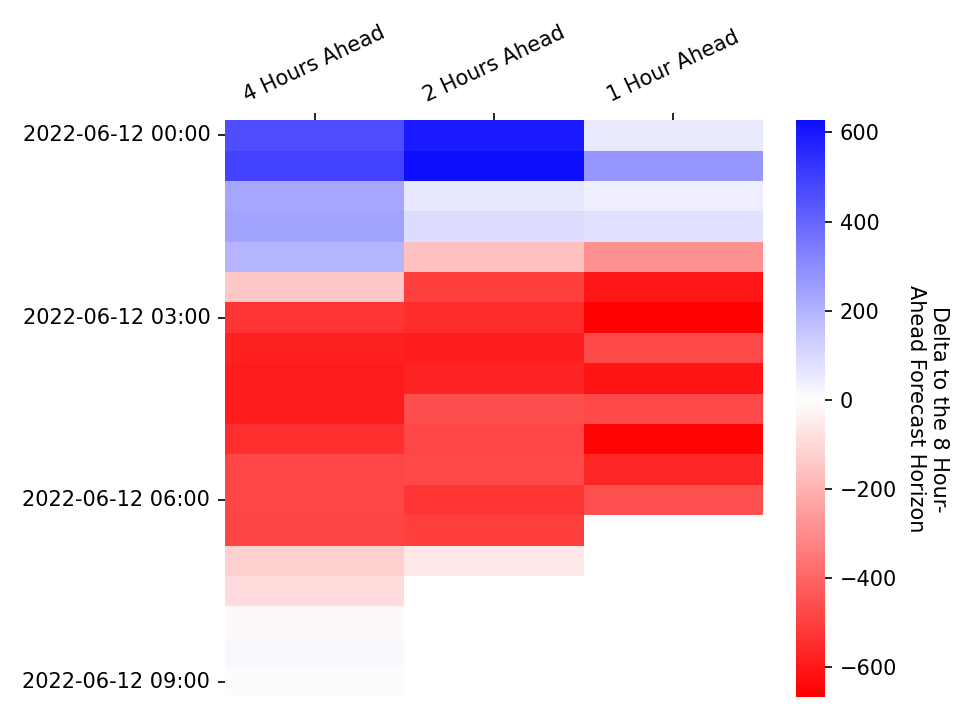 4 Hours Ahead
2 Hours Ahead
1 Hour Ahead
2022-06-12 00:00
2022-06-12 03:00
2022-06-12 06:00
2022-06-12 09:00
600
400
200
0
−200
−400
−600
Delta to the 8 Hour-
Ahead Forecast Horizon